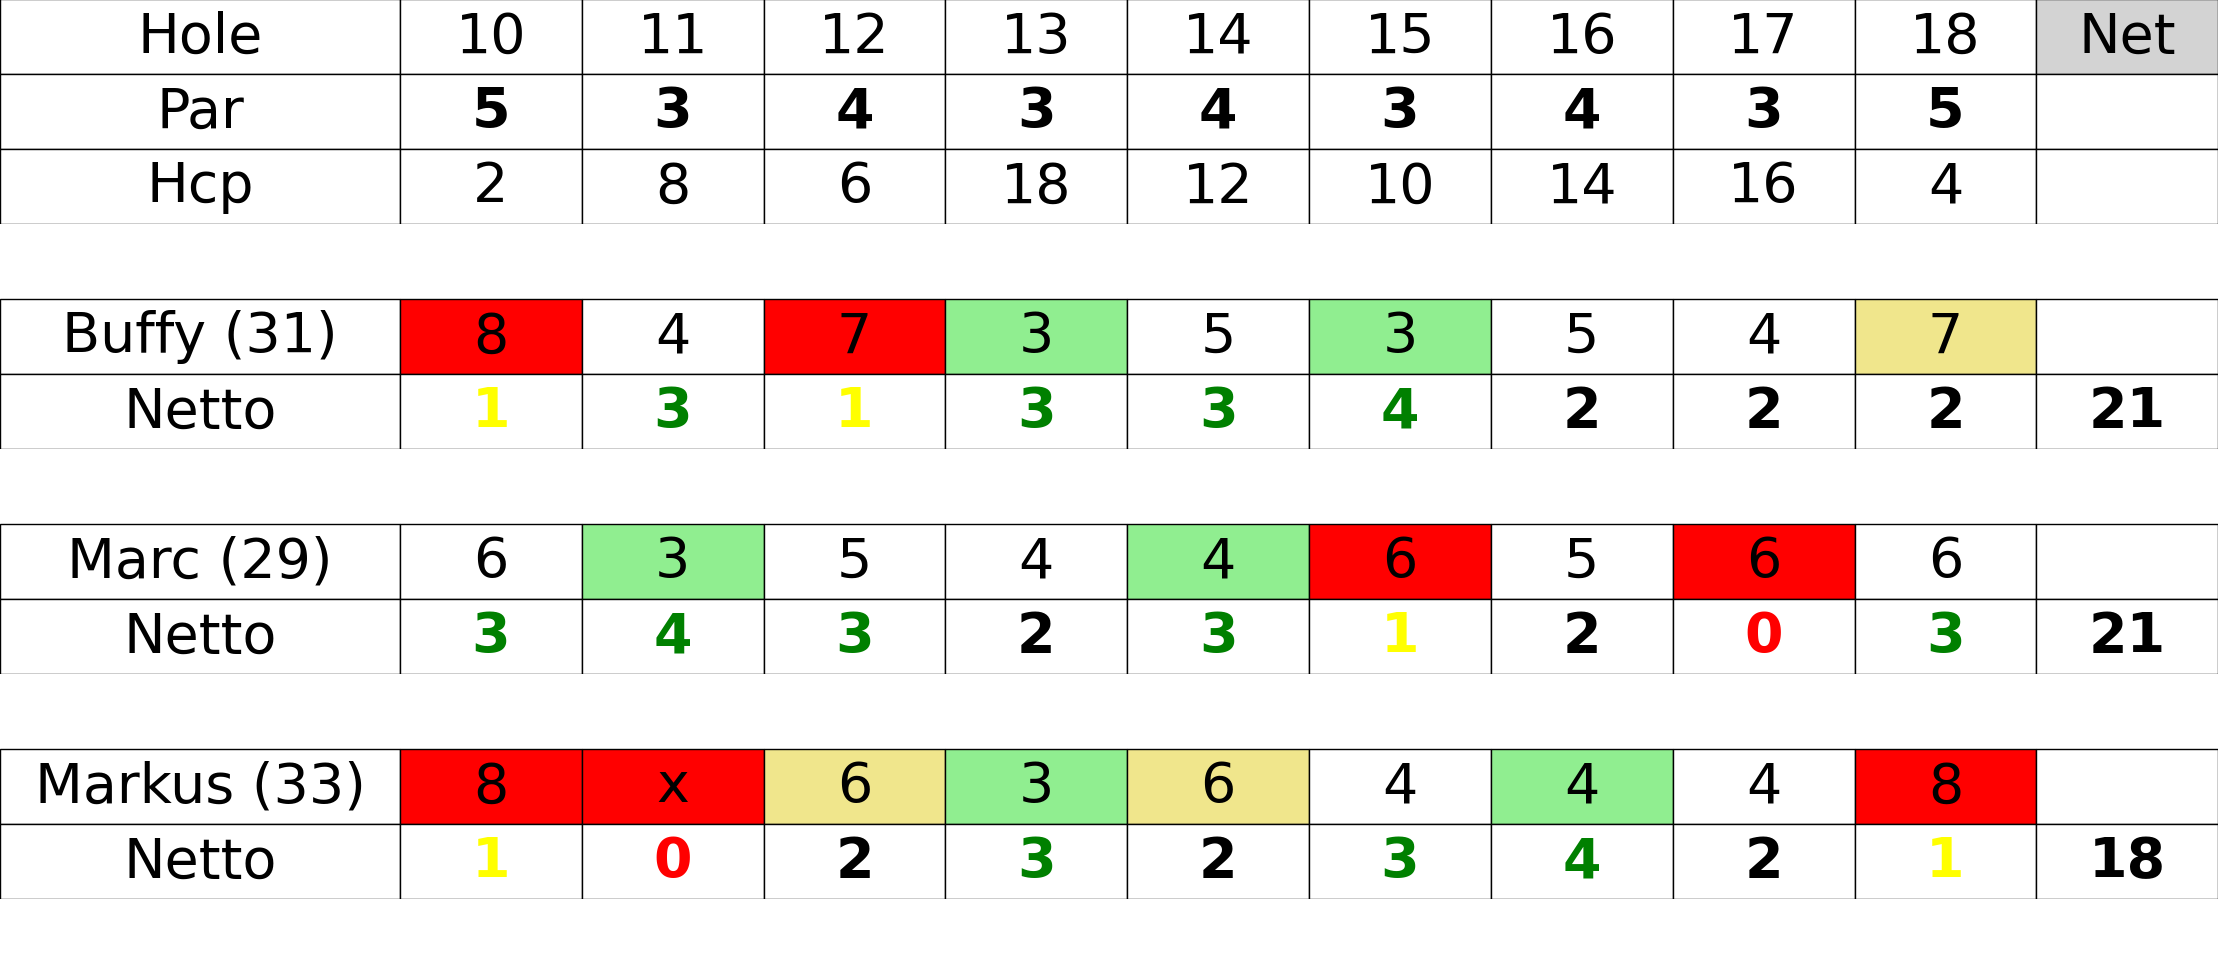 Hole 10 11 12 13 14 15 16 17 18 Net
Par 5 3 4 3 4 3 4 3 5
Hcp 2 8 6 18 12 10 14 16 4
Buffy (31) 8 4 7 3 5 3 5 4 7
Netto 1 3 1 3 3 4 2 2 2 21
Marc (29) 6 3 5 4 4 6 5 6 6
Netto 3 4 3 2 3 1 2 0 3 21
Markus (33) 8 x 6 3 6 4 4 4 8
Netto 1 0 2 3 2 3 4 2 1 18